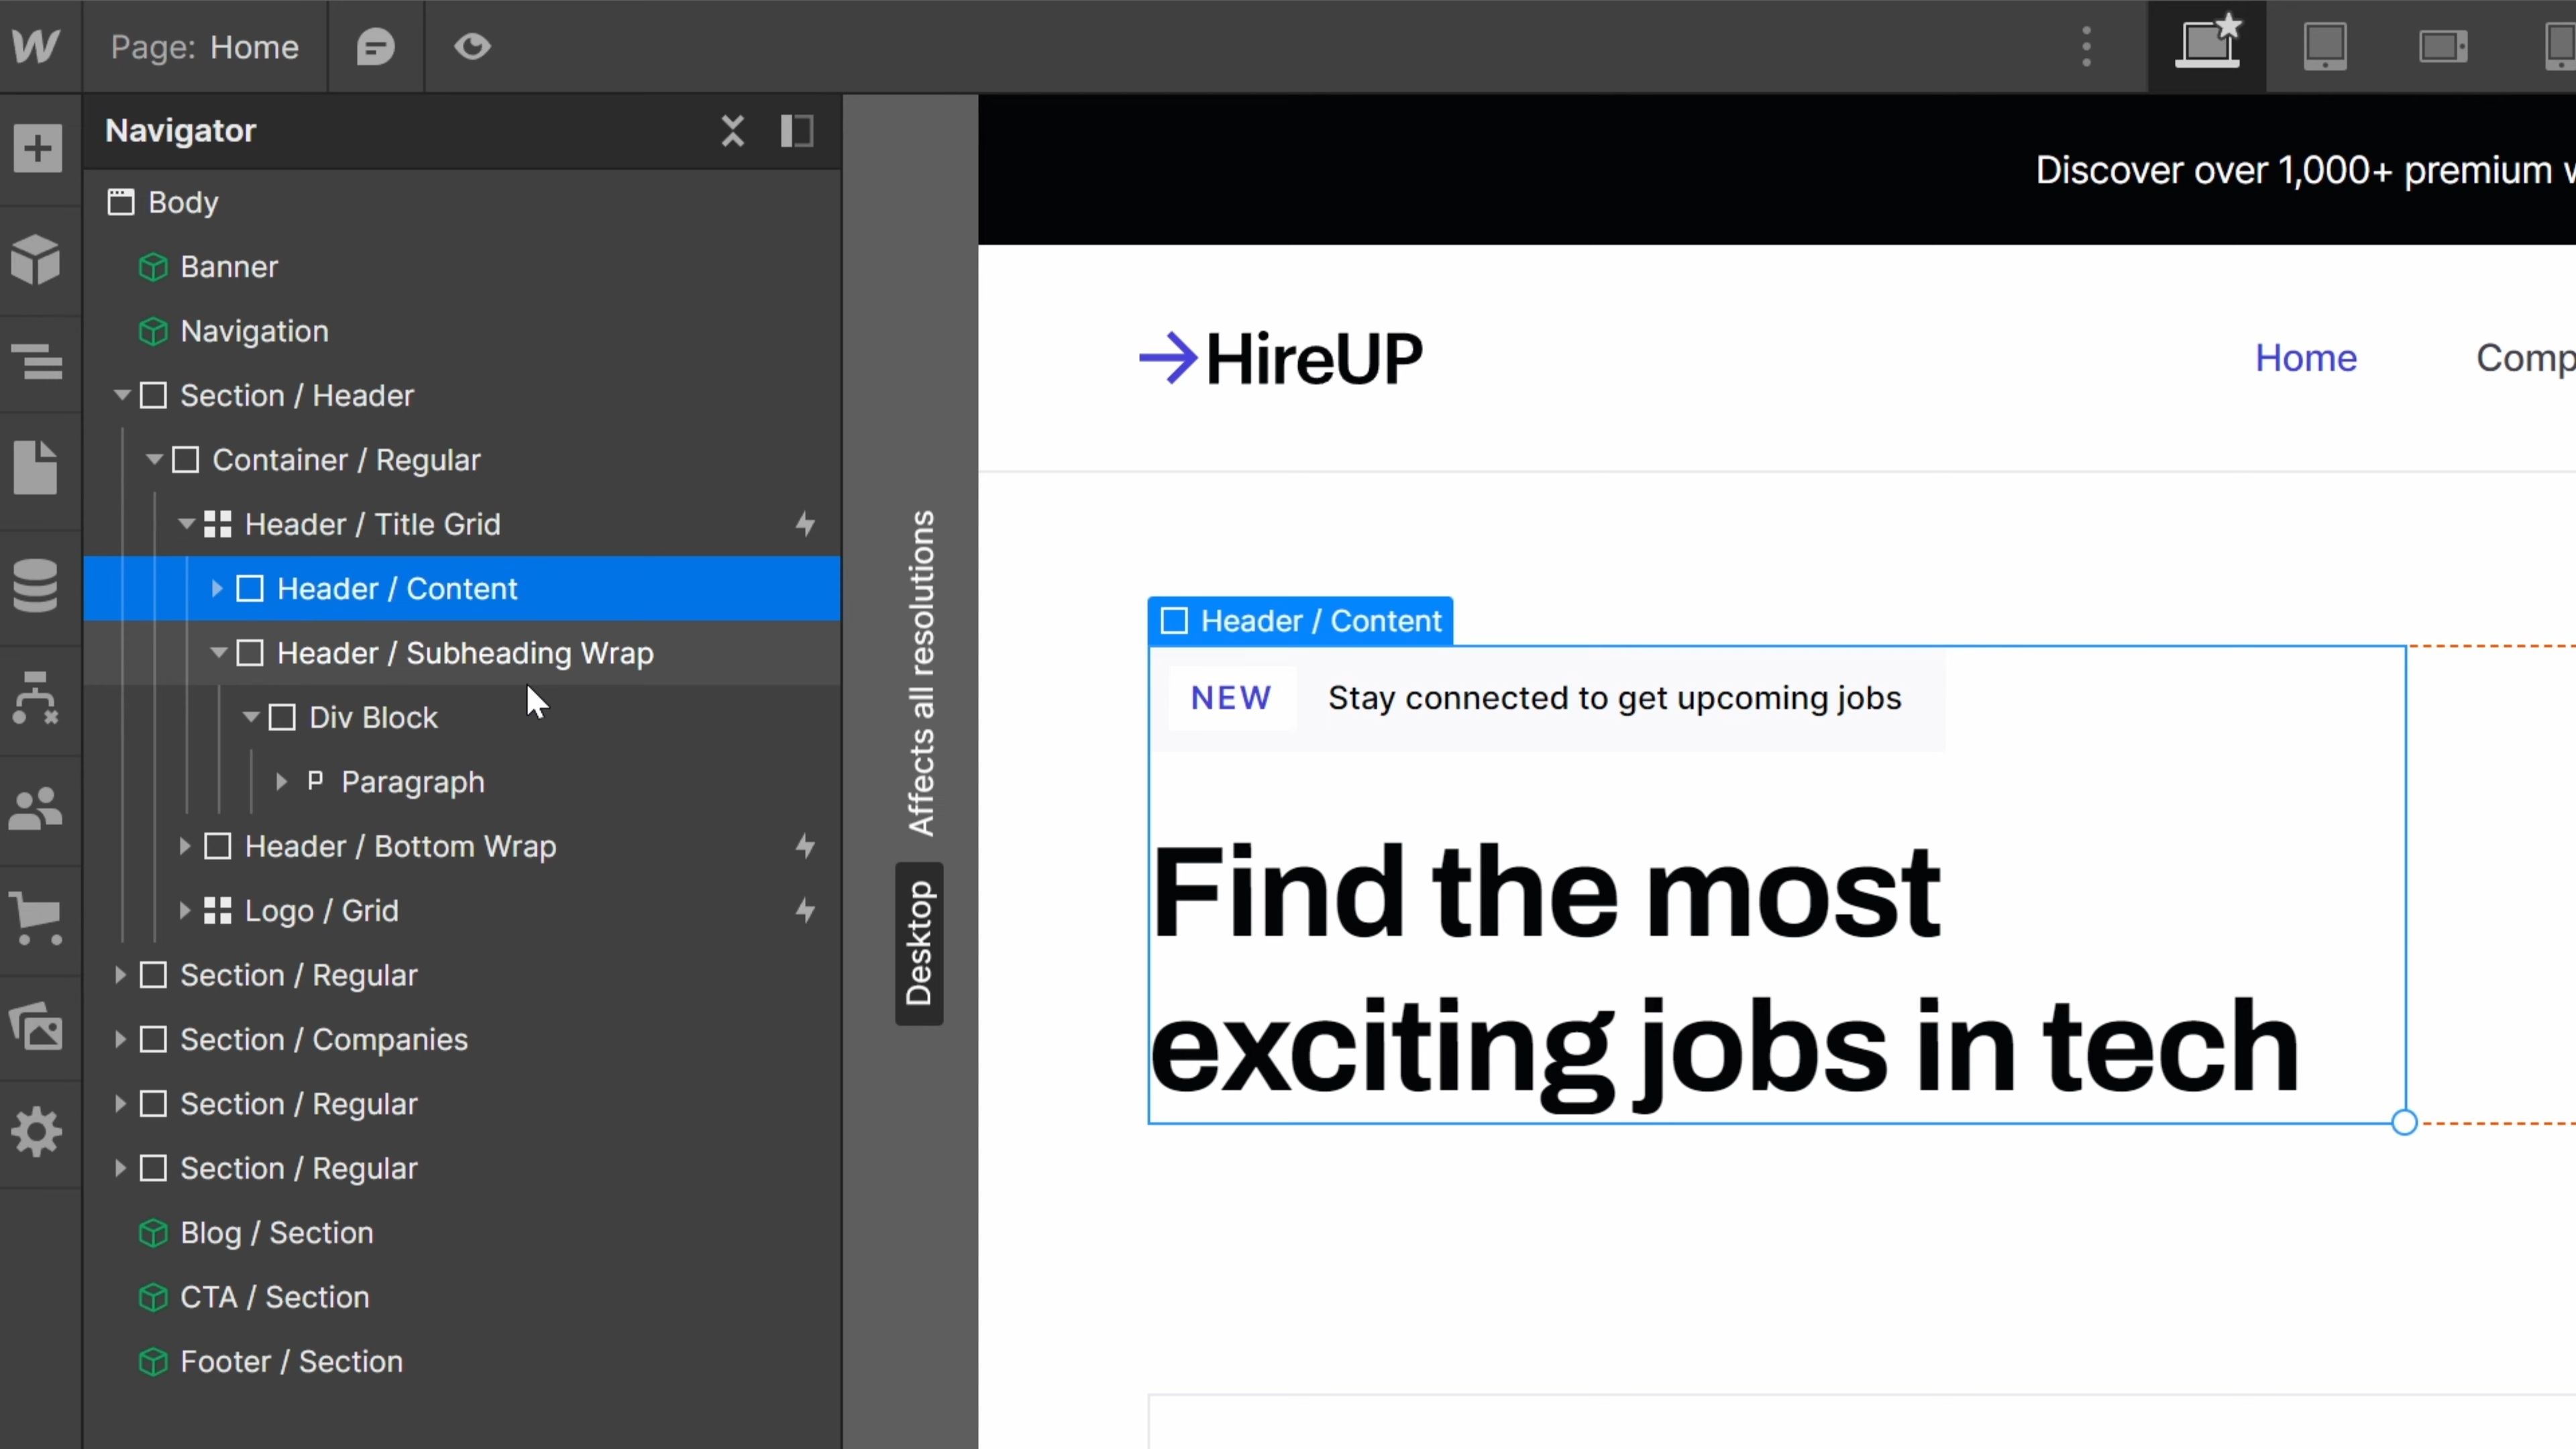 Page: Home
Navigator
Body
Banner
Navigation
Section / Header
Container / Regular
Header / Title Grid
Header / Content
Header / Subheading Wrap
Div Block
Paragraph
Header / Bottom Wrap
Logo / Grid
Section / Regular
Section / Companies
Section / Regular
Section / Regular
Blog / Section
CTA / Section
Footer / Section
Affects all resolutions
Desktop
Discover over 1,000+ premium
HireUP
Home
Header / Content
NEW Stay connected to get upcoming jobs
Find the most
exciting jobs in tech